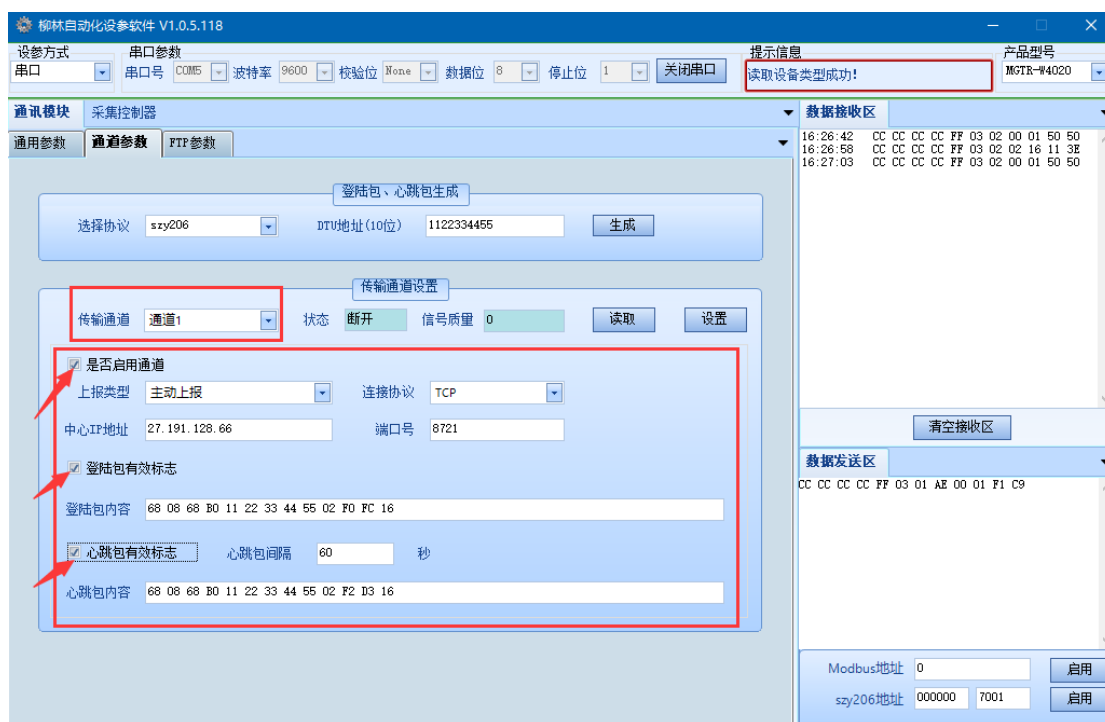 柳林自动化设参软件 V1.0.5.118
设参方式 串口参数 提示信息 产品型号
串口 串口号 COM5 波特率 9600 校验位 None 数据位 8 停止位 1 关闭串口 读取设备类型成功! MGTR-W4020
通讯模块 采集控制器
通用参数 通道参数 FTP参数
登陆包、心跳包生成
选择协议 szy206 DTU地址(10位) 1122334455 生成
传输通道设置
传输通道 通道1 状态 断开 信号质量 0 读取 设置
是否启用通道
上报类型 主动上报 连接协议 TCP
中心IP地址 27.191.128.66 端口号 8721
登陆包有效标志
登陆包内容 68 08 68 B0 11 22 33 44 55 02 F0 FC 16
心跳包有效标志 心跳包间隔 60 秒
心跳包内容 68 08 68 B0 11 22 33 44 55 02 F2 D3 16
数据接收区
16:26:42 CC CC CC CC FF 03 02 00 01 50 50
16:26:58 CC CC CC CC FF 03 02 02 16 11 3E
16:27:03 CC CC CC CC FF 03 02 00 01 50 50
清空接收区
数据发送区
CC CC CC CC FF 03 01 AE 00 01 F1 C9
Modbus地址 0 启用
szy206地址 000000 7001 启用